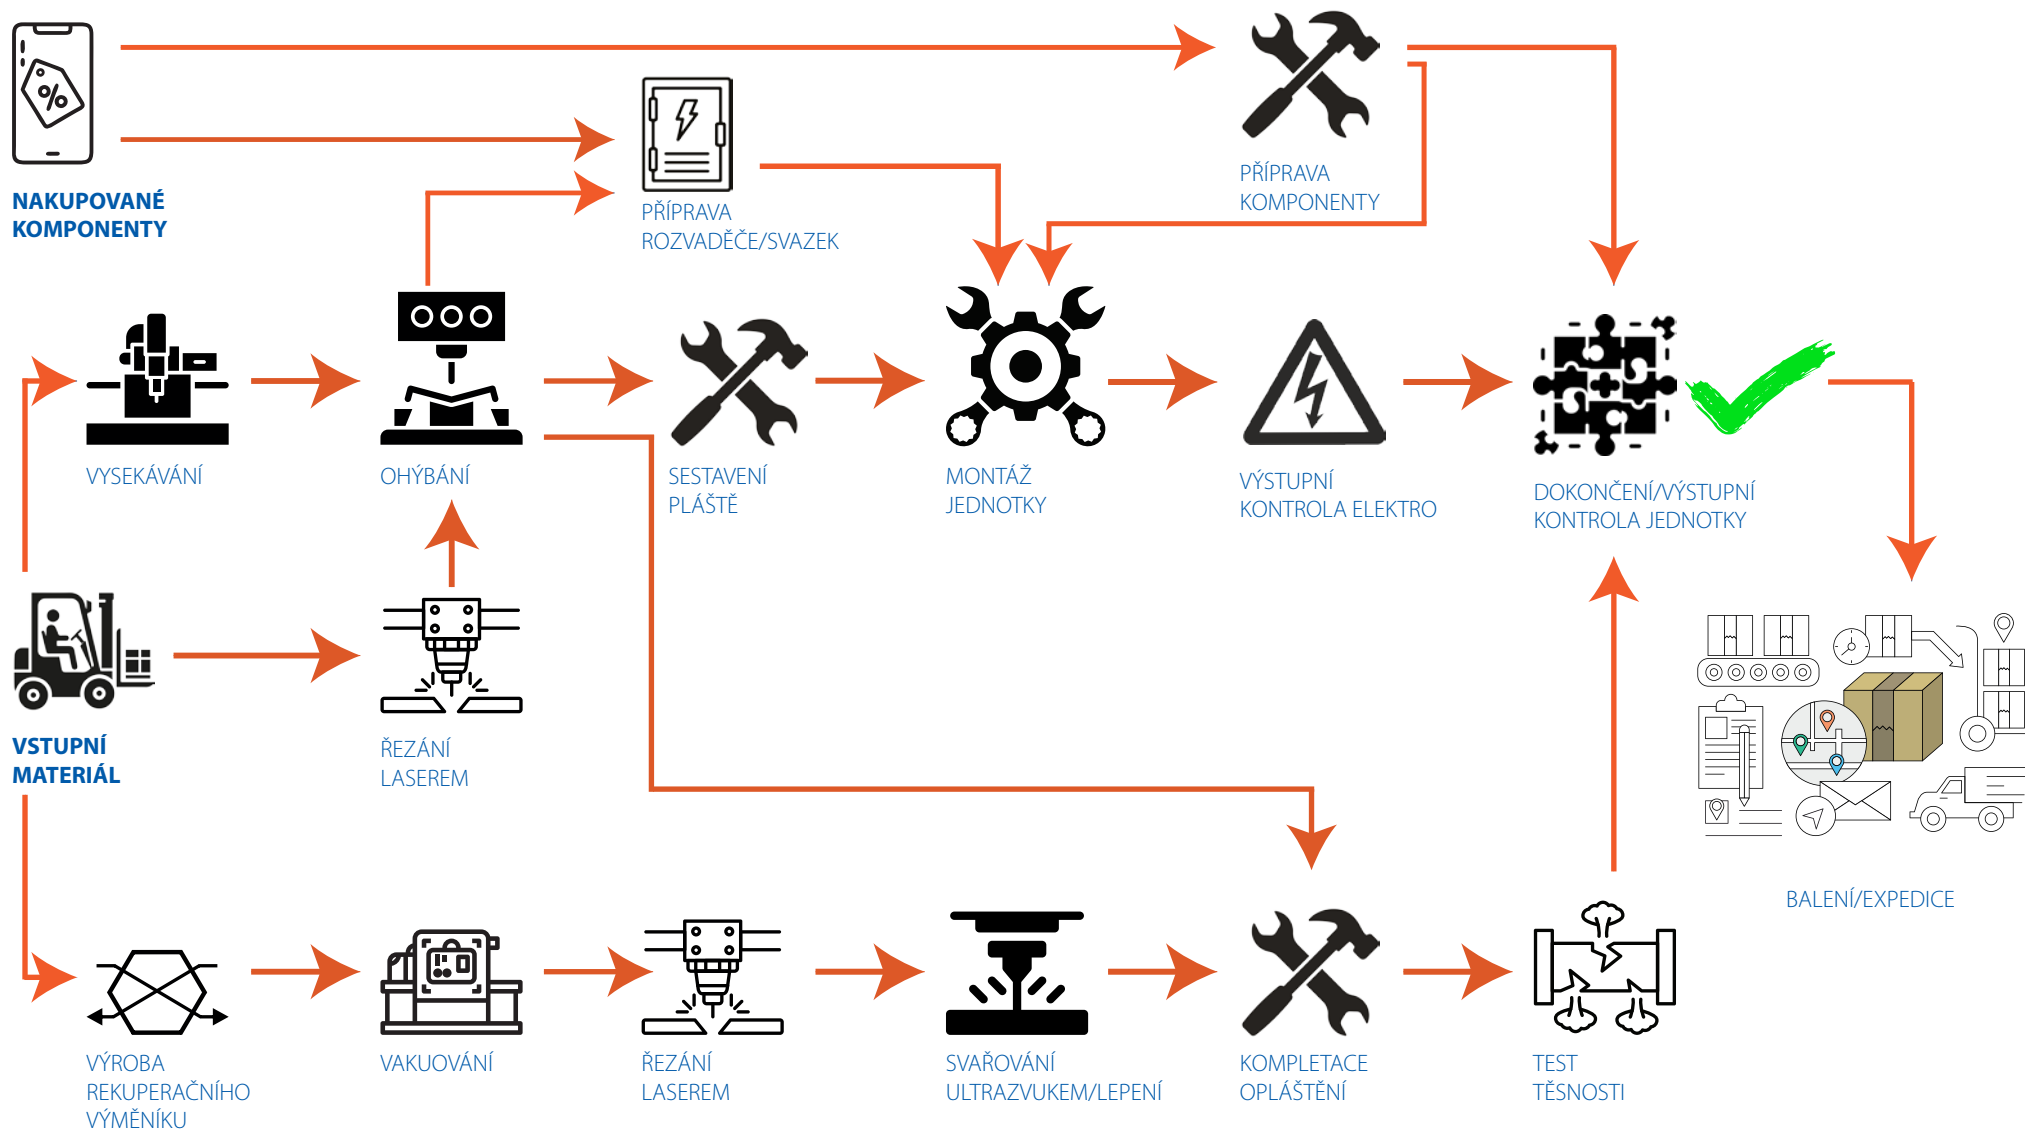 NAKUPOVANÉ
KOMPONENTY
PŘÍPRAVA
ROZVADĚČE/SVAZEK
PŘÍPRAVA
KOMPONENTY
VYSEKÁVÁNÍ
OHÝBÁNÍ
SESTAVENÍ
PLÁŠTĚ
MONTÁŽ
JEDNOTKY
VÝSTUPNÍ
KONTROLA ELEKTRO
DOKONČENÍ/VÝSTUPNÍ
KONTROLA JEDNOTKY
VSTUPNÍ
MATERIÁL
ŘEZÁNÍ
LASEREM
BALENÍ/EXPEDICE
VÝROBA
REKUPERAČNÍHO
VÝMĚNÍKU
VAKUOVÁNÍ
ŘEZÁNÍ
LASEREM
SVAŘOVÁNÍ
ULTRAZVUKEM/LEPENÍ
KOMPLETACE
OPLÁŠTĚNÍ
TEST
TĚSNOSTI